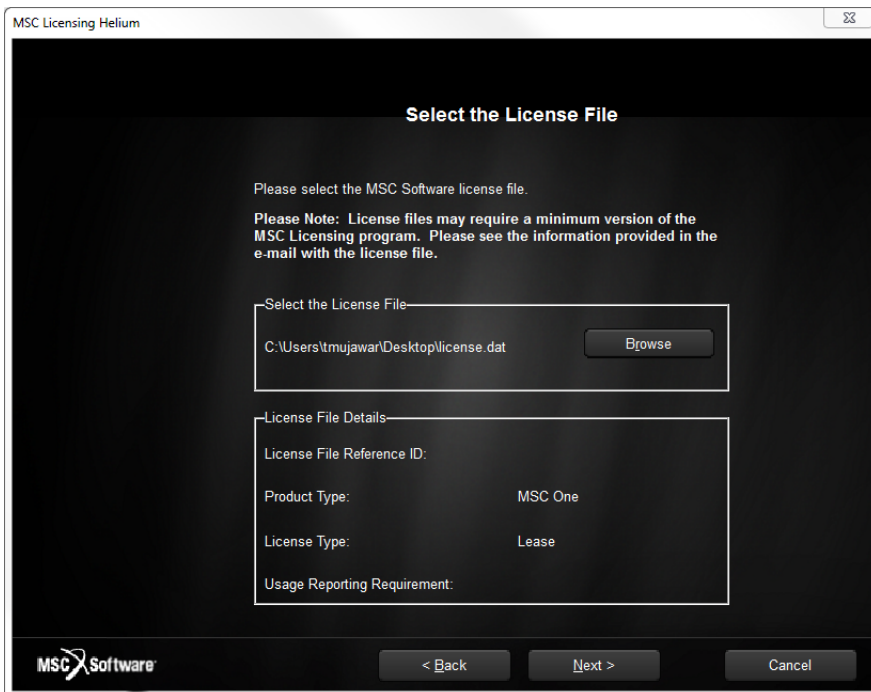 MSC Licensing Helium
Select the License File
Please select the MSC Software license file.
Please Note: License files may require a minimum version of the
MSC Licensing program. Please see the information provided in the
e-mail with the license file.
Select the License File
C:\Users\tmujawar\Desktop\license.dat
Browse
License File Details
License File Reference ID:
Product Type: MSC One
License Type: Lease
Usage Reporting Requirement:
MSC Software
< Back Next > Cancel